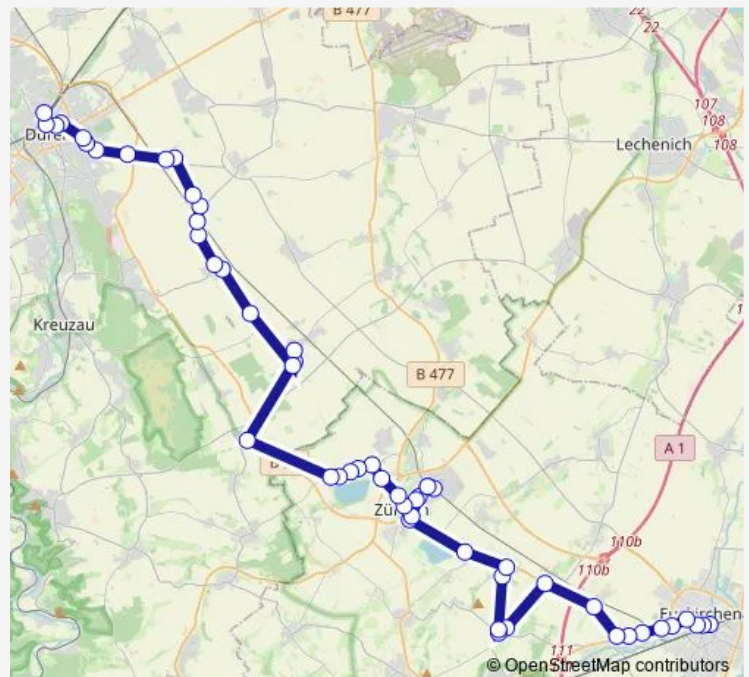 B 477
22
22
107
108
108
Lechenich
Kreuzau
B 477
A 1
110b
110b
111
© OpenStreetMap contributors